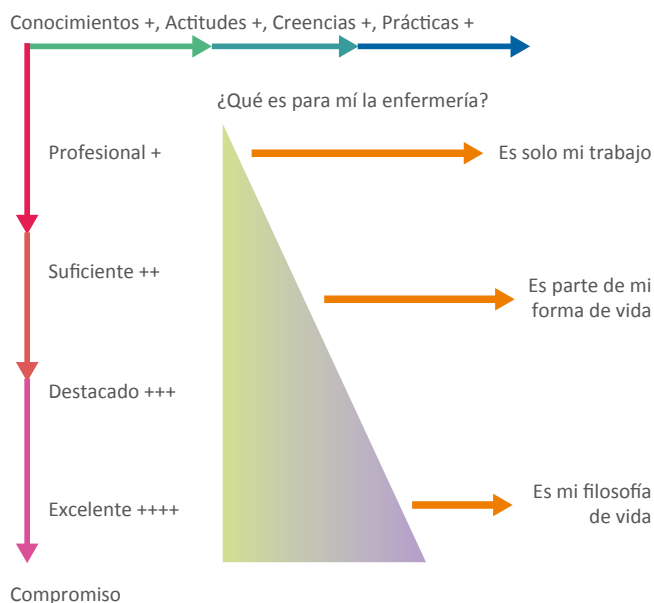 Conocimientos +, Actitudes +, Creencias +, Prácticas +
¿Qué es para mí la enfermería?
Profesional +
Es solo mi trabajo
Suficiente ++
Es parte de mi
forma de vida
Destacado +++
Excelente ++++
Es mi filosofía
de vida
Compromiso